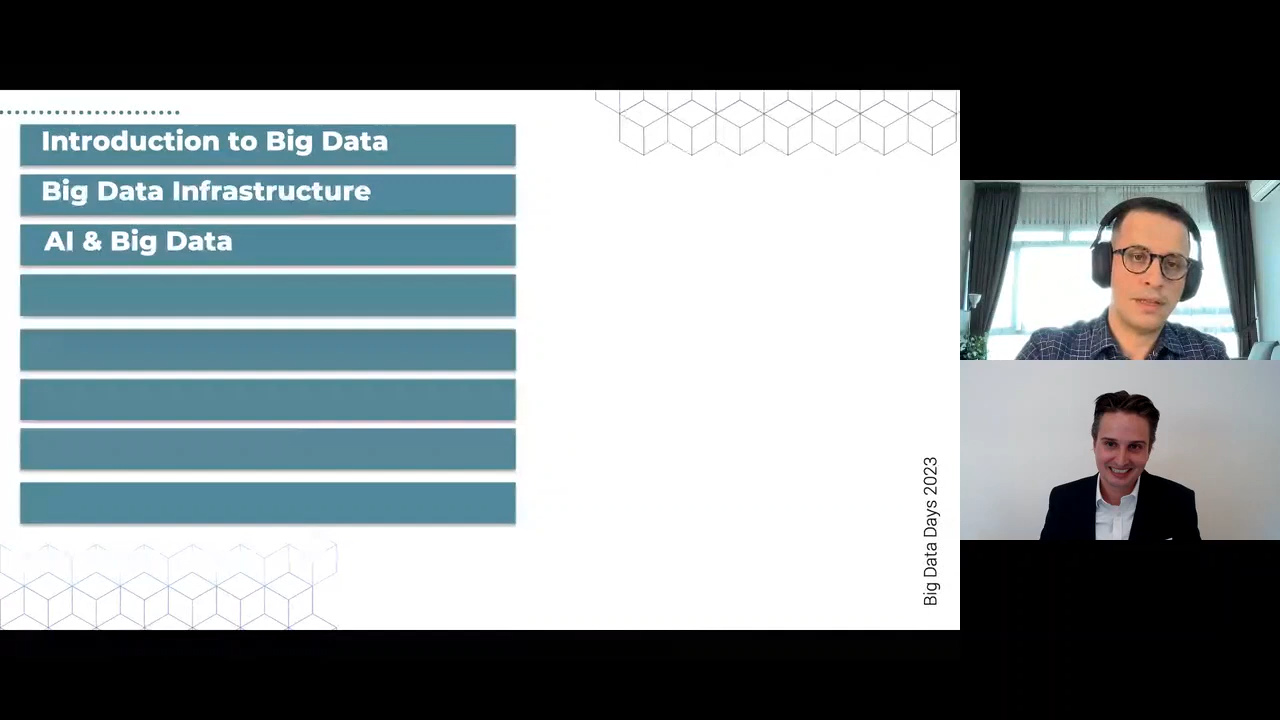 Introduction to Big Data
Big Data Infrastructure
AI & Big Data
Big Data Days 2023